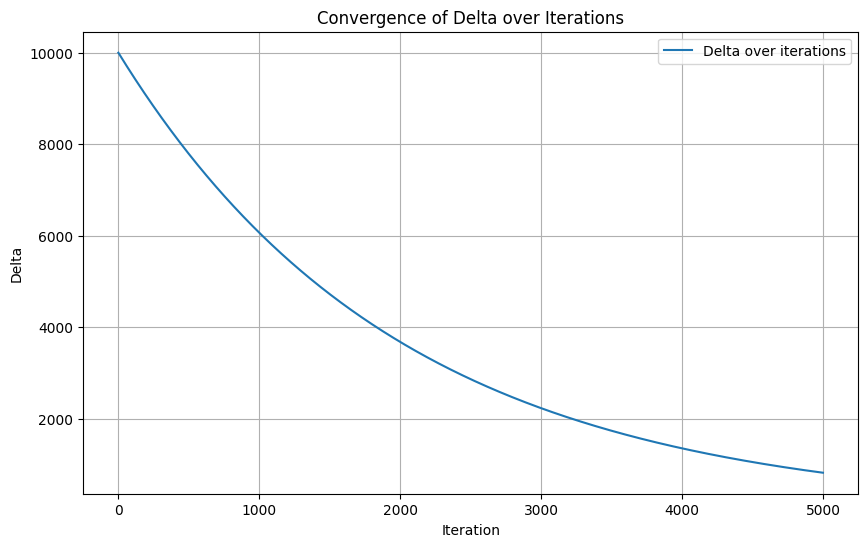 Convergence of Delta over Iterations
Delta over iterations
10000
8000
6000
4000
2000
Delta
0 1000 2000 3000 4000 5000
Iteration